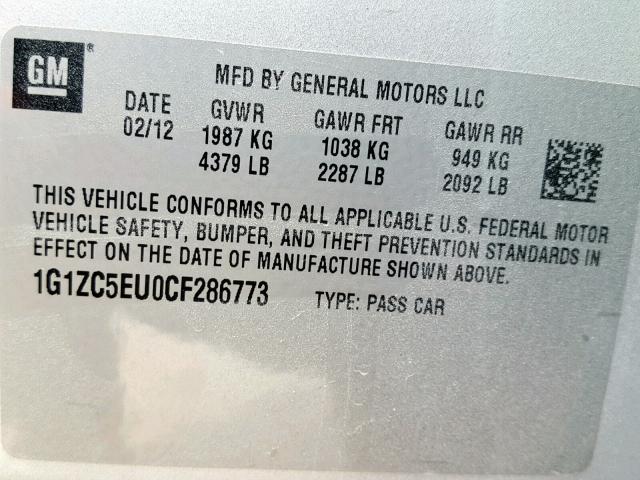 GM ®
MFD BY GENERAL MOTORS LLC
DATE GVWR GAWR FRT GAWR RR
02/12 1987 KG 1038 KG 949 KG
4379 LB 2287 LB 2092 LB
THIS VEHICLE CONFORMS TO ALL APPLICABLE U.S. FEDERAL MOTOR
VEHICLE SAFETY, BUMPER, AND THEFT PREVENTION STANDARDS IN
EFFECT ON THE DATE OF MANUFACTURE SHOWN ABOVE.
1G1ZC5EU0CF286773 TYPE: PASS CAR